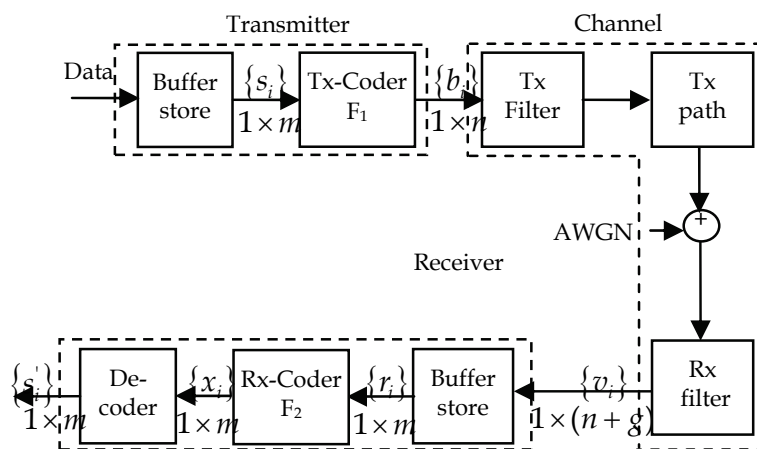 Transmitter
Channel
Data
Buffer
store
{s_i}
1 × m
Tx-Coder
F₁
{b_i}
1 × n
Tx
Filter
Tx
path
AWGN
+
Receiver
{s_i'}
1 × m
De-
coder
{x_i}
1 × m
Rx-Coder
F₂
{r_i}
1 × m
Buffer
store
{v_i}
1 × (n + g)
Rx
filter